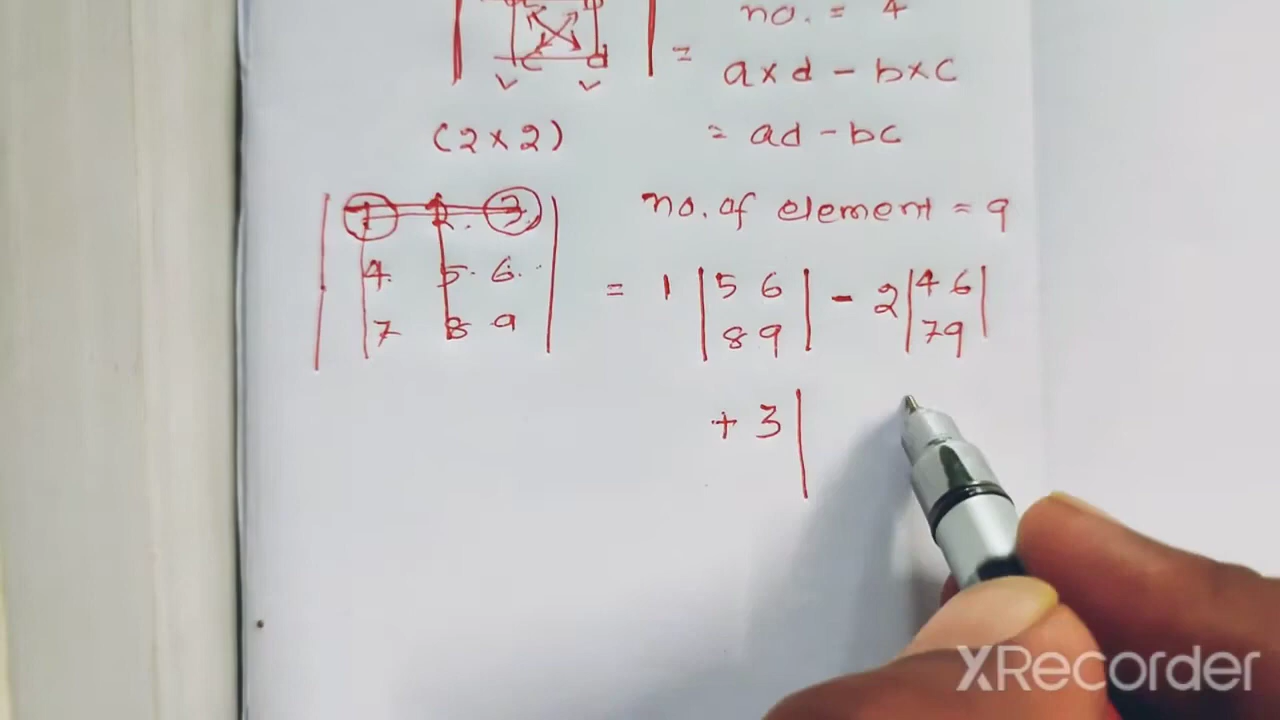 no. = 4
c d = a x d - b x c
(2 x 2) = ad - bc
1 2. 3. no. of element = 9
4. 5. 6.. = 1 | 5 6 | - 2 | 4 6 |
7 8 9 | 8 9 | | 7 9 |
+ 3 |
XRecorder